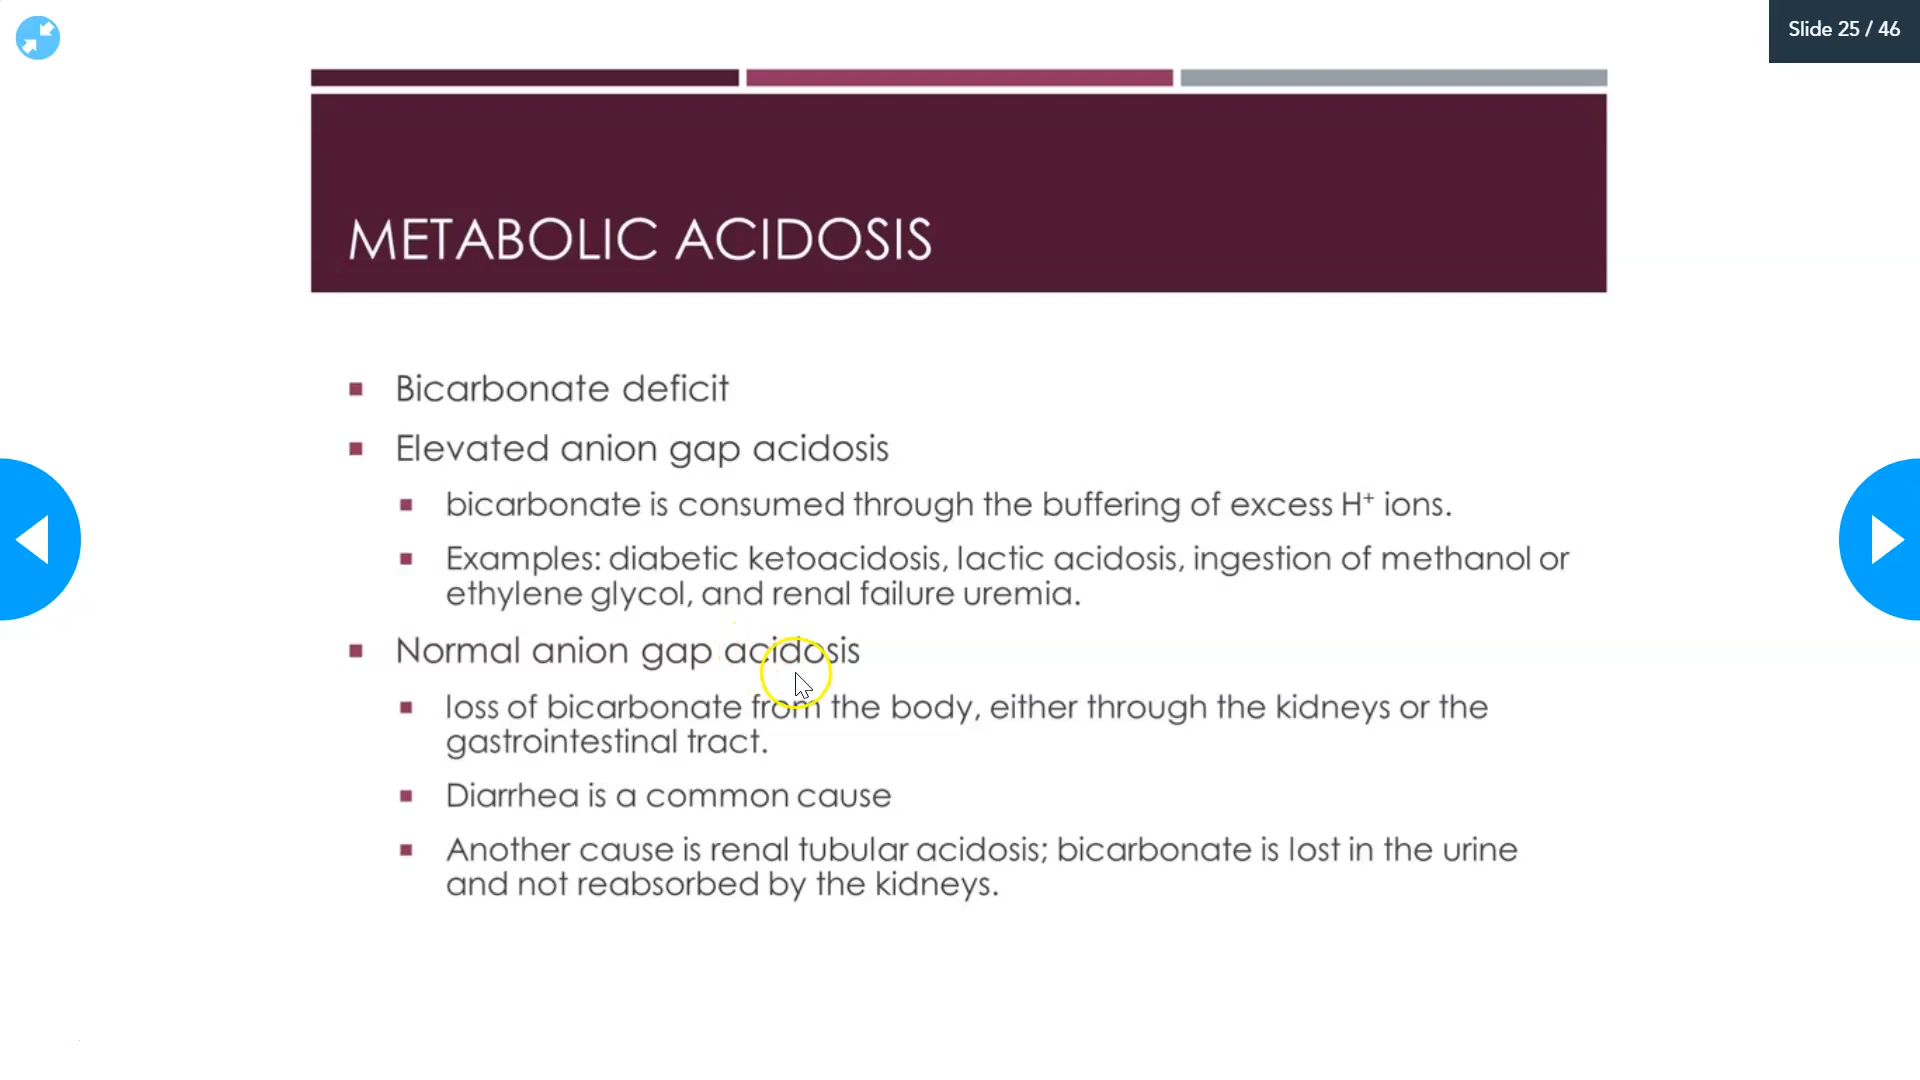 Slide 25 / 46
METABOLIC ACIDOSIS
Bicarbonate deficit
Elevated anion gap acidosis
bicarbonate is consumed through the buffering of excess H⁺ ions.
Examples: diabetic ketoacidosis, lactic acidosis, ingestion of methanol or
ethylene glycol, and renal failure uremia.
Normal anion gap acidosis
loss of bicarbonate from the body, either through the kidneys or the
gastrointestinal tract.
Diarrhea is a common cause
Another cause is renal tubular acidosis; bicarbonate is lost in the urine
and not reabsorbed by the kidneys.